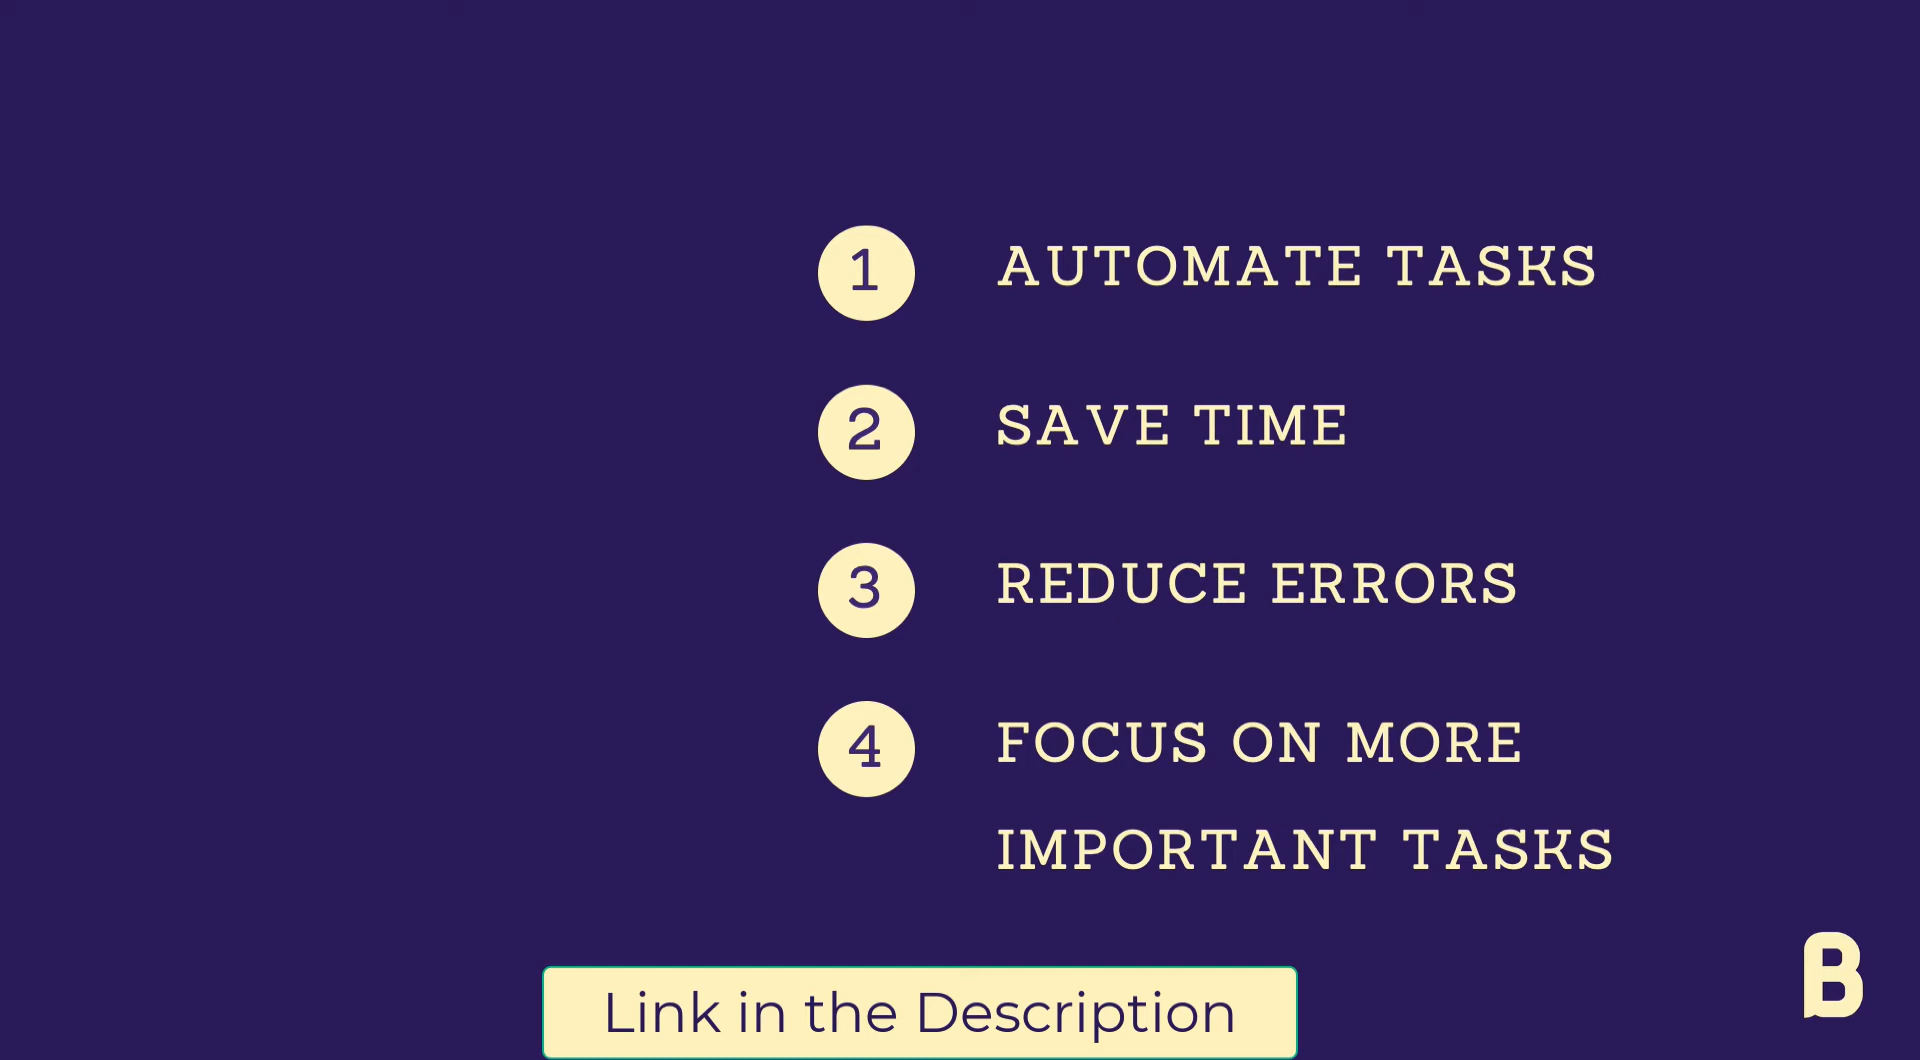 1 AUTOMATE TASKS
2 SAVE TIME
3 REDUCE ERRORS
4 FOCUS ON MORE
IMPORTANT TASKS
Link in the Description
B